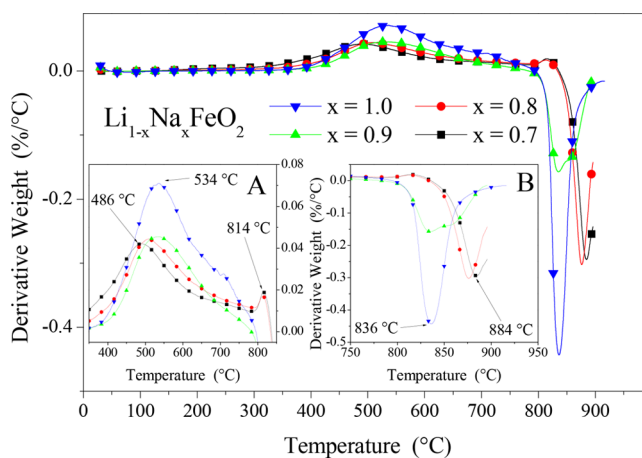 0.0
-0.2
-0.4
Derivative Weight (%/°C)
Li1-xNaxFeO2
x = 1.0
x = 0.8
x = 0.9
x = 0.7
A
534 °C
486 °C
814 °C
0.08
0.06
0.04
0.02
0.00
400 500 600 700 800
Temperature (°C)
Derivative Weight (%/°C)
B
0.0
-0.1
-0.2
-0.3
-0.4
-0.5
836 °C
884 °C
750 800 850 900 950
Temperature (°C)
0 100 200 300 400 500 600 700 800 900
Temperature (°C)